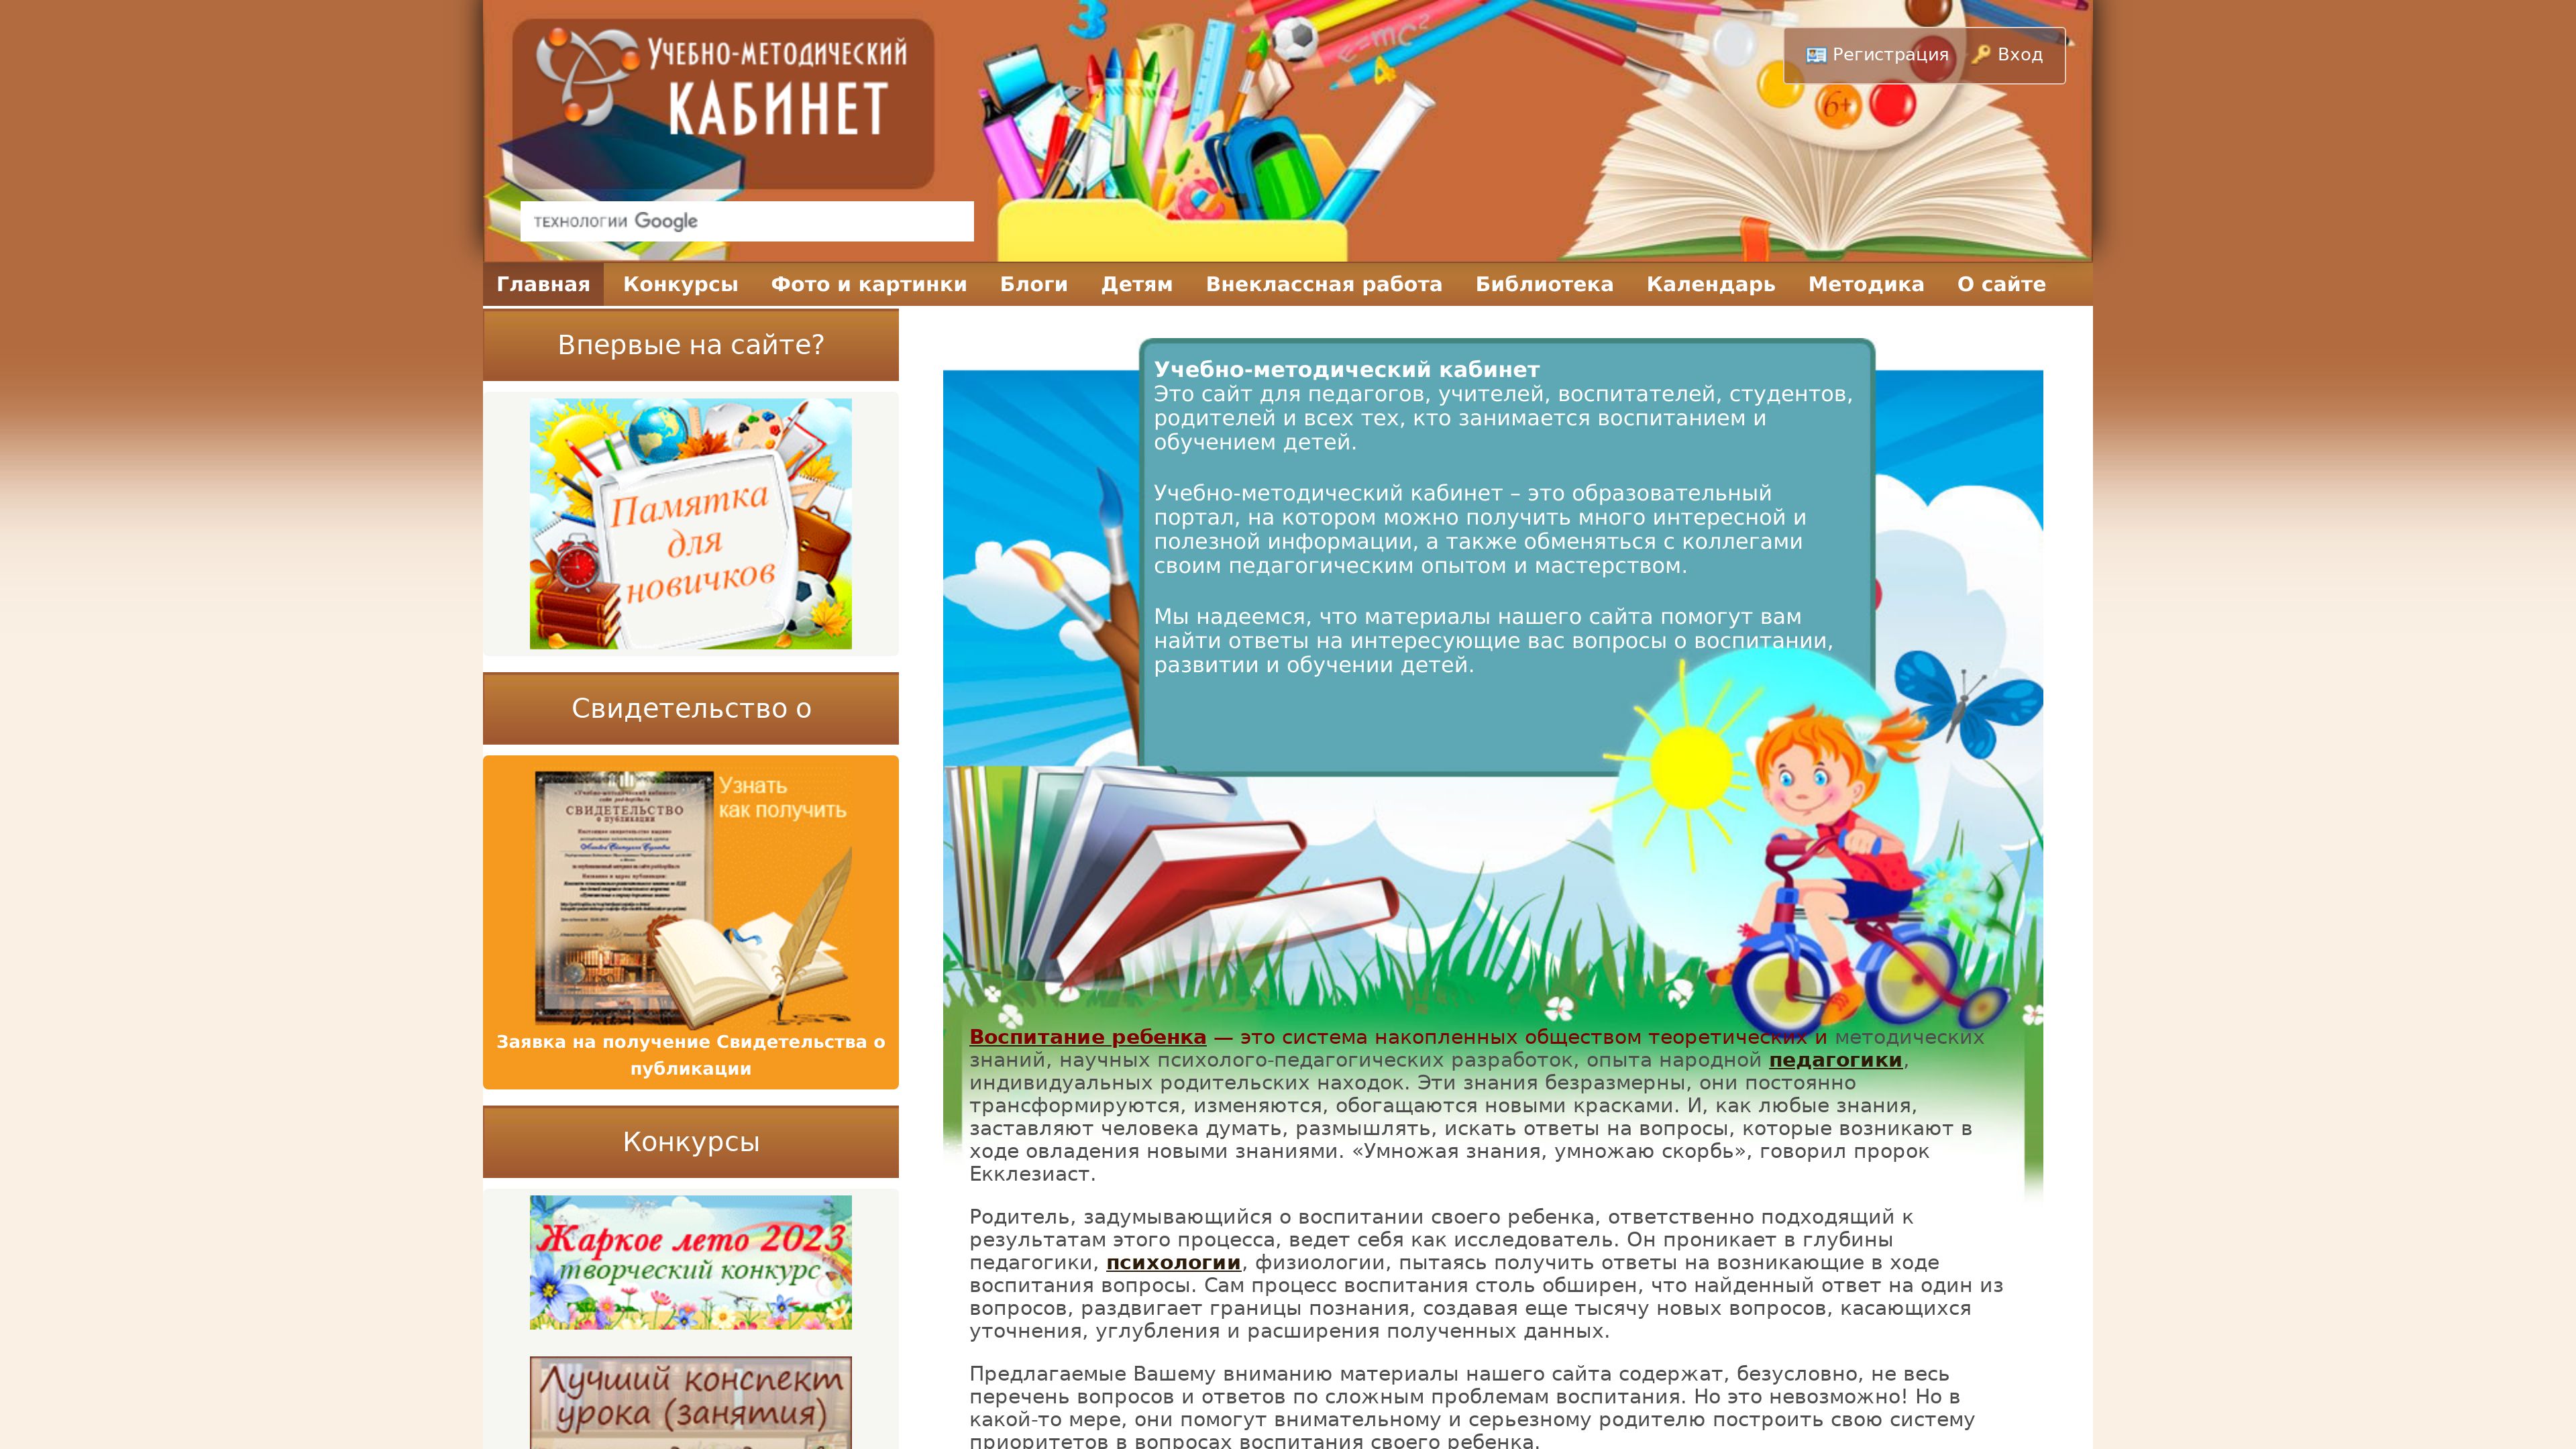 Учебно-методический
КАБИНЕТ
E=mc²
6+
Регистрация
Вход
технологии Google
Главная
Конкурсы
Фото и картинки
Блоги
Детям
Внеклассная работа
Библиотека
Календарь
Методика
О сайте
Впервые на сайте?
Памятка
для
новичков
Свидетельство о
СВИДЕТЕЛЬСТВО
о публикации
Узнать
как получить
Заявка на получение Свидетельства о
публикации
Конкурсы
Жаркое лето 2023
творческий конкурс
Лучший конспект
урока (занятия)
Учебно-методический кабинет
Это сайт для педагогов, учителей, воспитателей, студентов,
родителей и всех тех, кто занимается воспитанием и
обучением детей.
Учебно-методический кабинет – это образовательный
портал, на котором можно получить много интересной и
полезной информации, а также обменяться с коллегами
своим педагогическим опытом и мастерством.
Мы надеемся, что материалы нашего сайта помогут вам
найти ответы на интересующие вас вопросы о воспитании,
развитии и обучении детей.
Воспитание ребенка — это система накопленных обществом теоретических и методических
знаний, научных психолого-педагогических разработок, опыта народной педагогики,
индивидуальных родительских находок. Эти знания безразмерны, они постоянно
трансформируются, изменяются, обогащаются новыми красками. И, как любые знания,
заставляют человека думать, размышлять, искать ответы на вопросы, которые возникают в
ходе овладения новыми знаниями. «Умножая знания, умножаю скорбь», говорил пророк
Екклезиаст.
Родитель, задумывающийся о воспитании своего ребенка, ответственно подходящий к
результатам этого процесса, ведет себя как исследователь. Он проникает в глубины
педагогики, психологии, физиологии, пытаясь получить ответы на возникающие в ходе
воспитания вопросы. Сам процесс воспитания столь обширен, что найденный ответ на один из
вопросов, раздвигает границы познания, создавая еще тысячу новых вопросов, касающихся
уточнения, углубления и расширения полученных данных.
Предлагаемые Вашему вниманию материалы нашего сайта содержат, безусловно, не весь
перечень вопросов и ответов по сложным проблемам воспитания. Но это невозможно! Но в
какой-то мере, они помогут внимательному и серьезному родителю построить свою систему
приоритетов в вопросах воспитания своего ребенка.